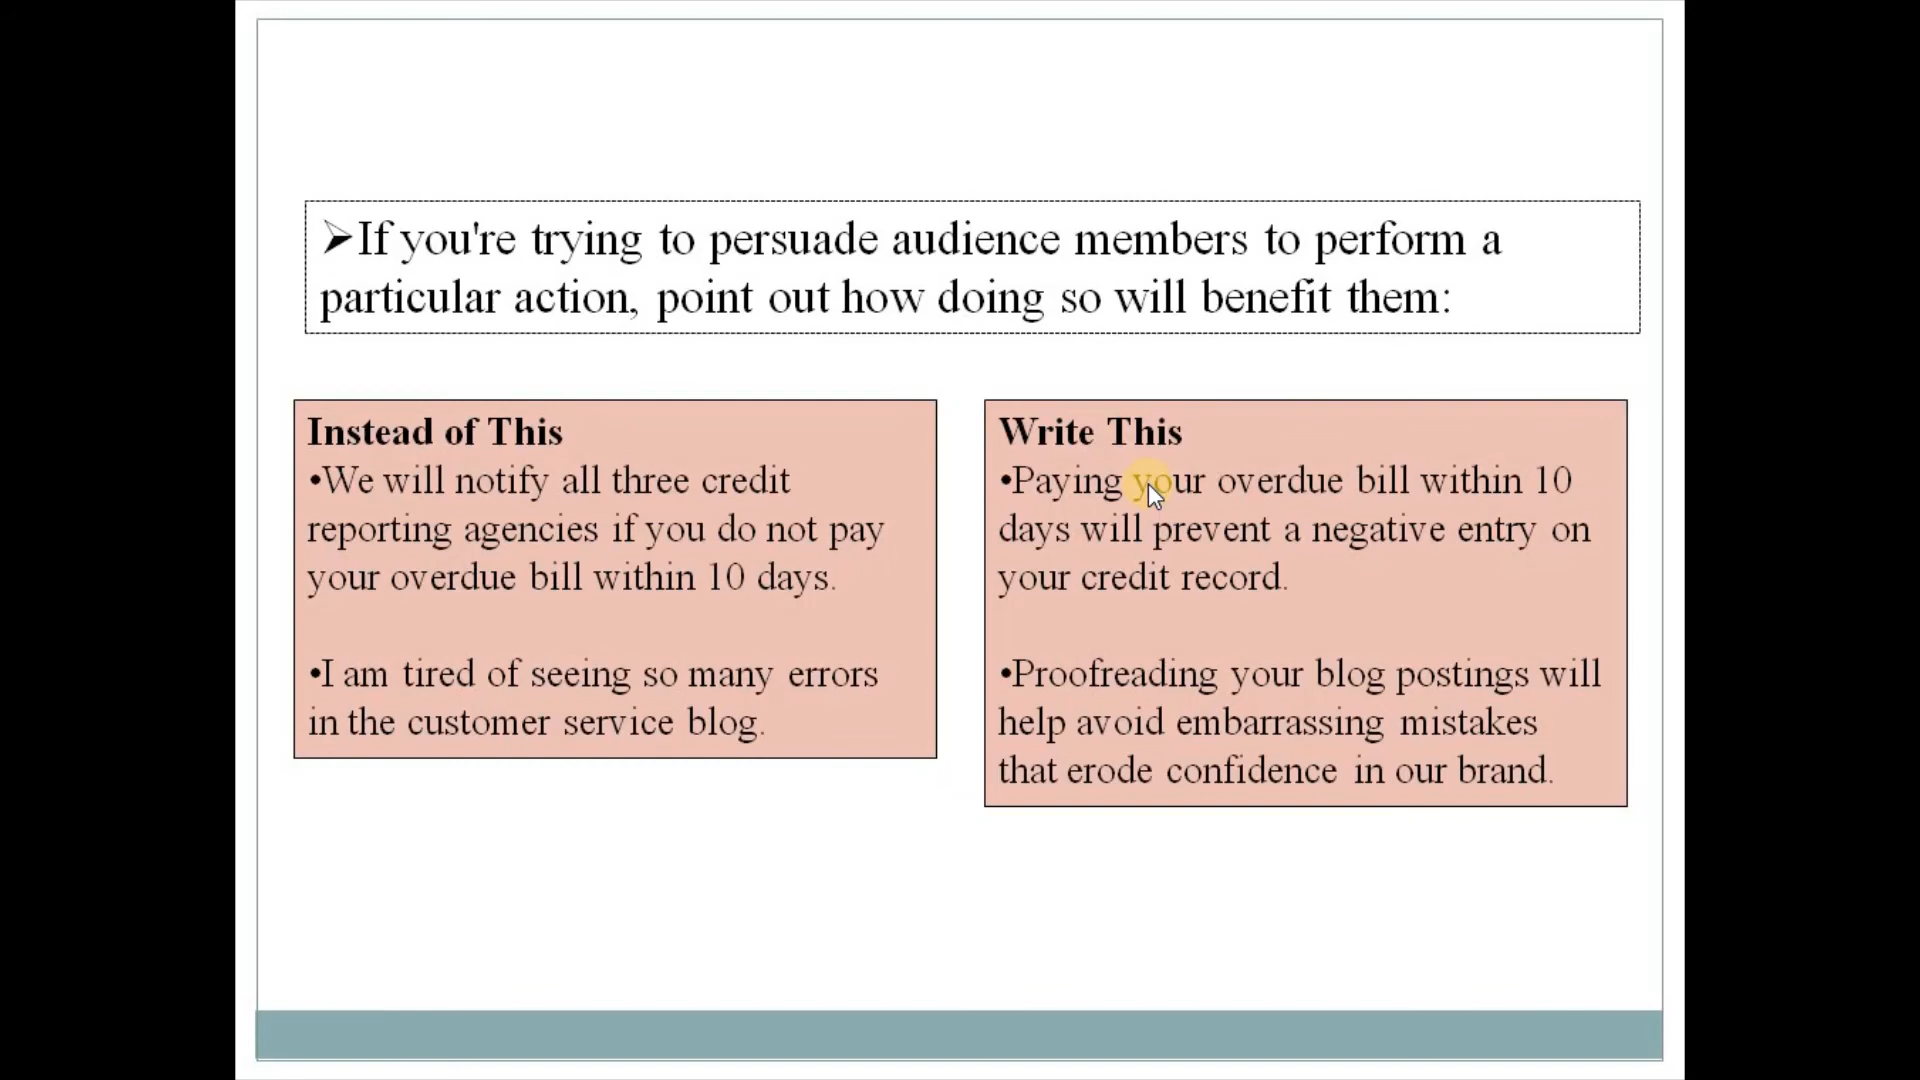 ➢If you're trying to persuade audience members to perform a
particular action, point out how doing so will benefit them:
Instead of This
•We will notify all three credit
reporting agencies if you do not pay
your overdue bill within 10 days.
•I am tired of seeing so many errors
in the customer service blog.
Write This
•Paying your overdue bill within 10
days will prevent a negative entry on
your credit record.
•Proofreading your blog postings will
help avoid embarrassing mistakes
that erode confidence in our brand.